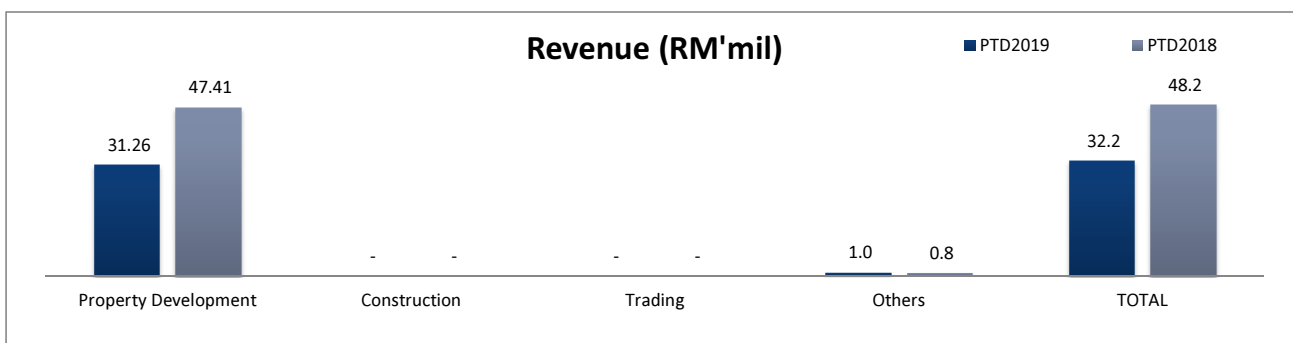 Revenue (RM'mil)
PTD2019 PTD2018
47.41 48.2
31.26 32.2
- - - - 1.0 0.8
Property Development Construction Trading Others TOTAL